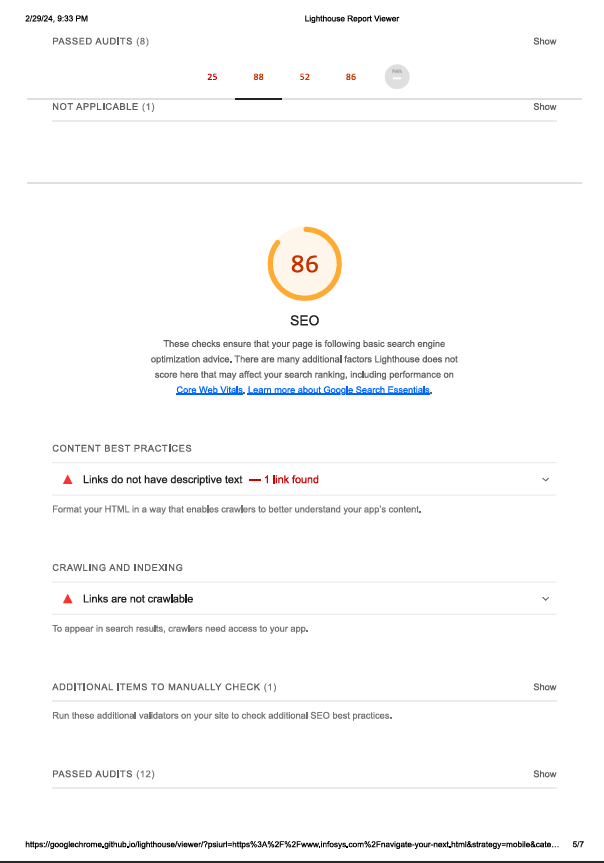 2/29/24, 9:33 PM Lighthouse Report Viewer
PASSED AUDITS (8) Show
25 88 52 86 PWA
NOT APPLICABLE (1) Show
86
SEO
These checks ensure that your page is following basic search engine
optimization advice. There are many additional factors Lighthouse does not
score here that may affect your search ranking, including performance on
Core Web Vitals. Learn more about Google Search Essentials.
CONTENT BEST PRACTICES
Links do not have descriptive text — 1 link found
Format your HTML in a way that enables crawlers to better understand your app's content.
CRAWLING AND INDEXING
Links are not crawlable
To appear in search results, crawlers need access to your app.
ADDITIONAL ITEMS TO MANUALLY CHECK (1) Show
Run these additional validators on your site to check additional SEO best practices.
PASSED AUDITS (12) Show
https://googlechrome.github.io/lighthouse/viewer/?psiurl=https%3A%2F%2Fwww.infosys.com%2Fnavigate-your-next.html&strategy=mobile&cate… 5/7